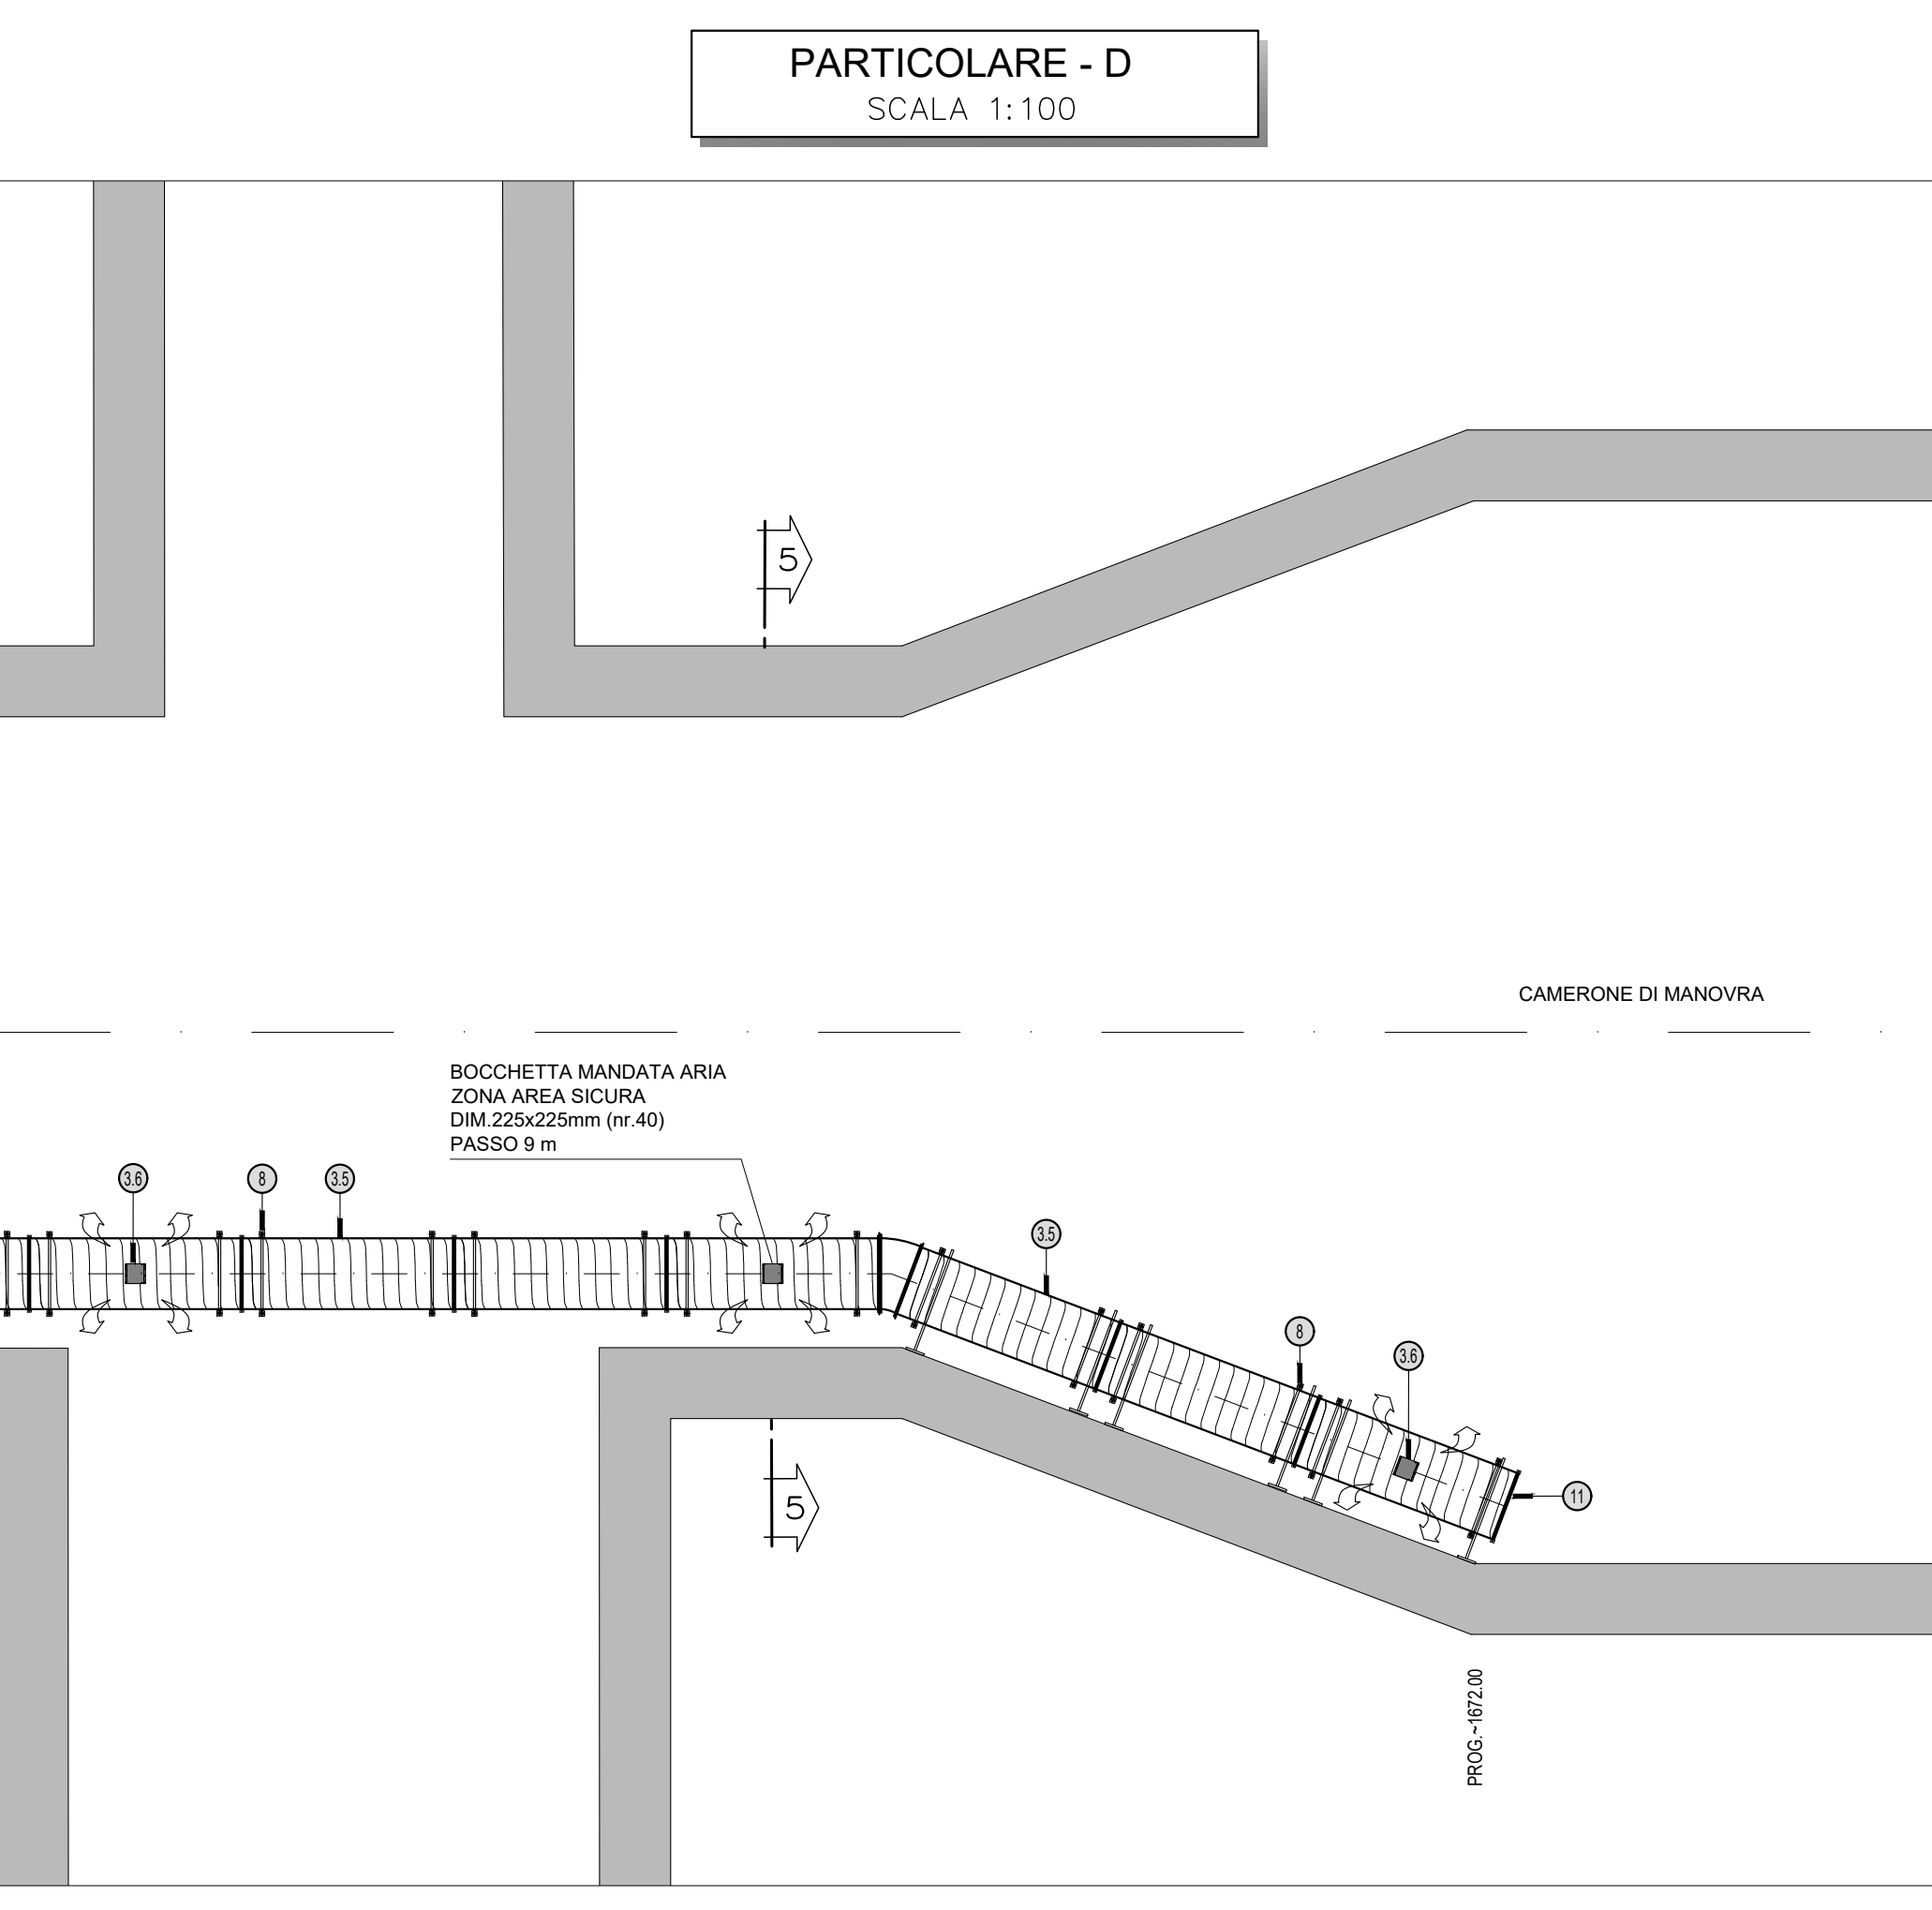 PARTICOLARE - D
SCALA 1:100
5
CAMERONE DI MANOVRA
BOCCHETTA MANDATA ARIA
ZONA AREA SICURA
DIM.225x225mm (nr.40)
PASSO 9 m
3.6
8
3.5
3.5
8
3.6
11
5
PROG.~1672.00